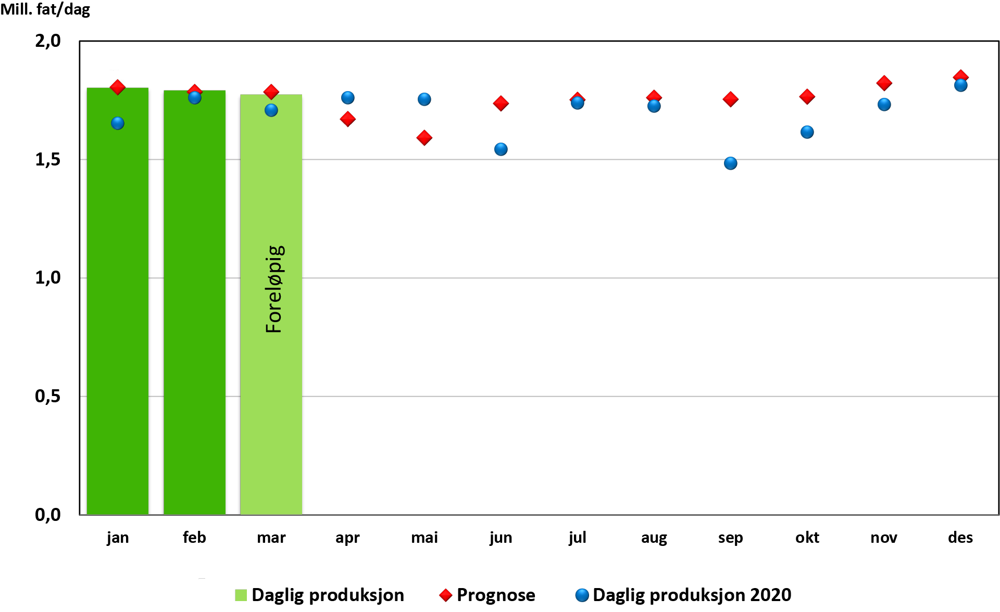 Mill. fat/dag
2,0
1,5
1,0
0,5
0,0
Foreløpig
jan feb mar apr mai jun jul aug sep okt nov des
Daglig produksjon Prognose Daglig produksjon 2020